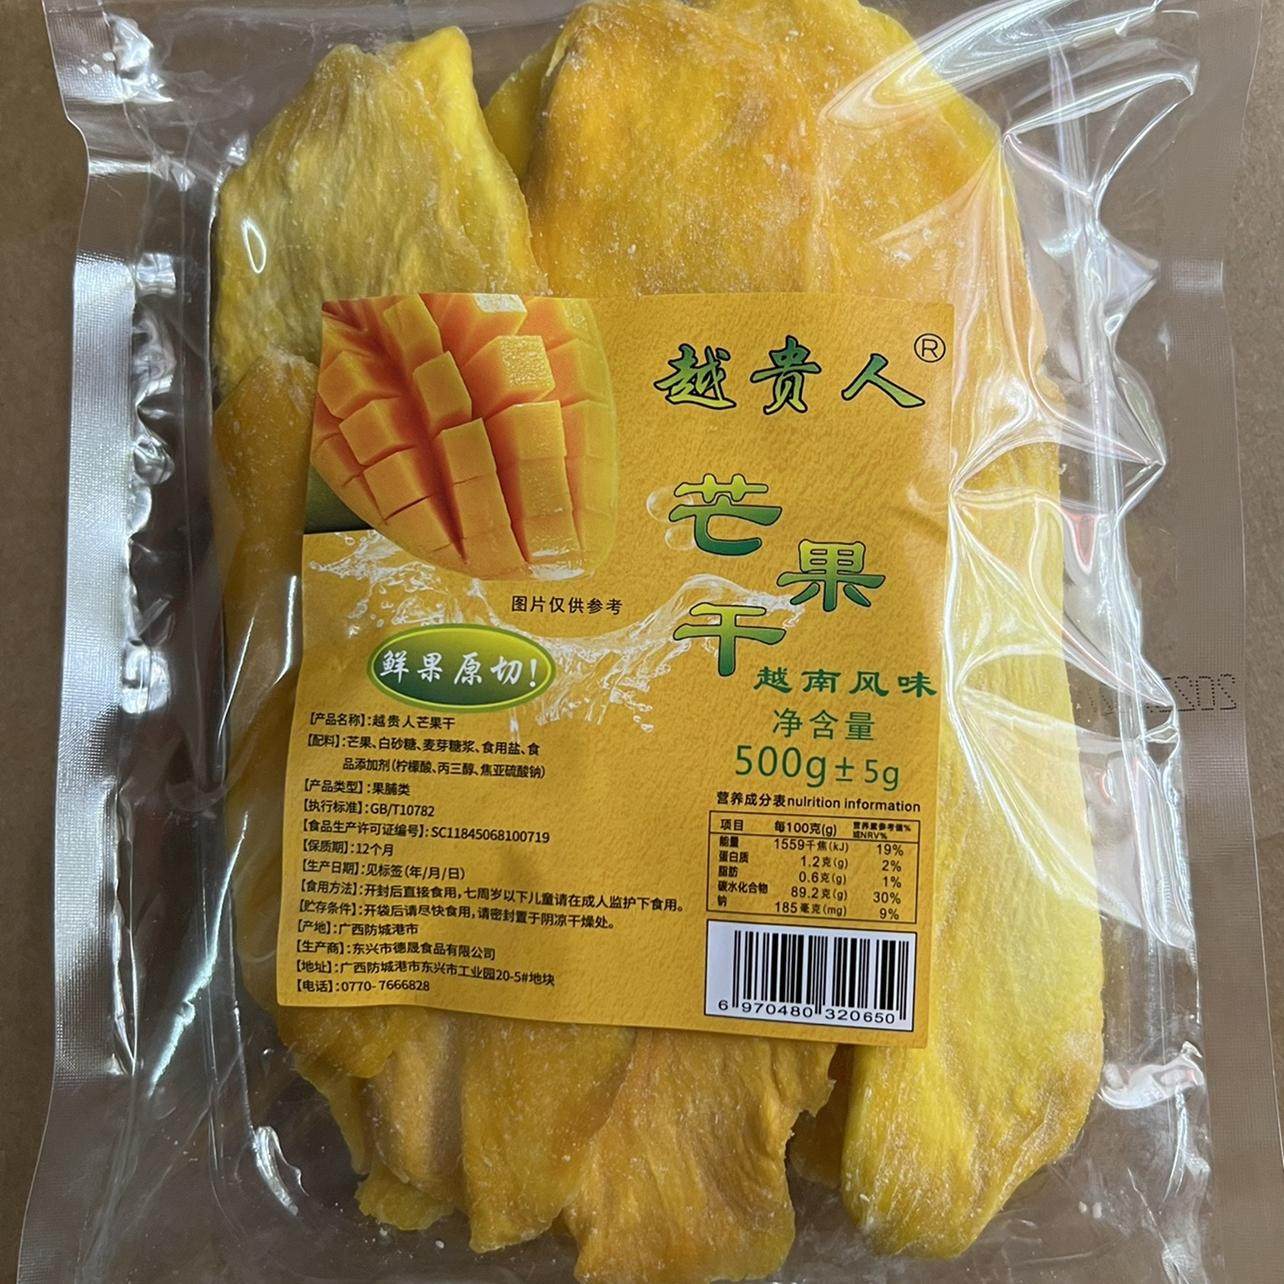 越贵人®
芒果干
越南风味
图片仅供参考
鲜果原切!
净含量
500g±5g
【产品名称】:越贵人芒果干
【配料】:芒果、白砂糖、麦芽糖浆、食用盐、食
品添加剂(柠檬酸、丙三醇、焦亚硫酸钠)
【产品类型】:果脯类
【执行标准】:GB/T10782
【食品生产许可证编号】:SC11845068100719
【保质期】:12个月
【生产日期】:见标签(年/月/日)
【食用方法】:开封后直接食用,七周岁以下儿童请在成人监护下食用。
【贮存条件】:开袋后请尽快食用,请密封置于阴凉干燥处。
【产地】:广西防城港市
【生产商】:东兴市德晟食品有限公司
【地址】:广西防城港市东兴市工业园20-5#地块
【电话】:0770-7666828
营养成分表nulrition information
项目 每100克(g) 营养素参考值%或NRV%
能量 1559千焦(kJ) 19%
蛋白质 1.2克(g) 2%
脂肪 0.6克(g) 1%
碳水化合物 89.2克(g) 30%
钠 185毫克(mg) 9%
6 970480 320650